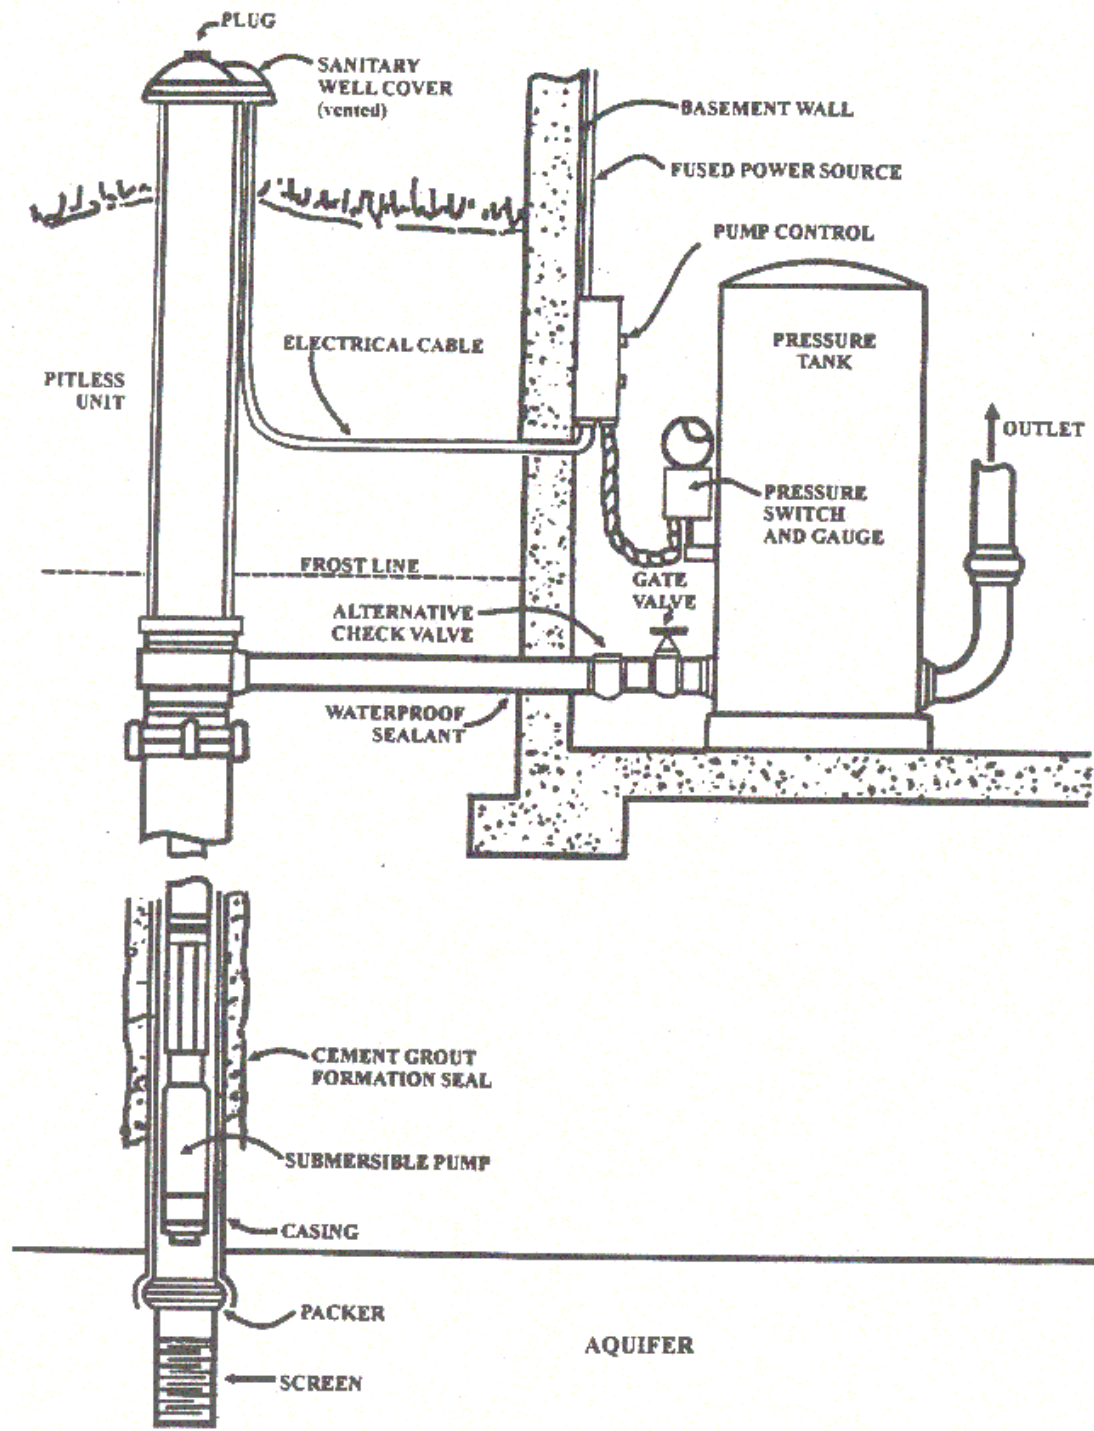 PLUG
SANITARY
WELL COVER
(vented)
BASEMENT WALL
FUSED POWER SOURCE
PUMP CONTROL
ELECTRICAL CABLE
PRESSURE
TANK
PITLESS
UNIT
OUTLET
PRESSURE
SWITCH
AND GAUGE
FROST LINE
GATE
VALVE
ALTERNATIVE
CHECK VALVE
WATERPROOF
SEALANT
CEMENT GROUT
FORMATION SEAL
SUBMERSIBLE PUMP
CASING
PACKER
AQUIFER
SCREEN